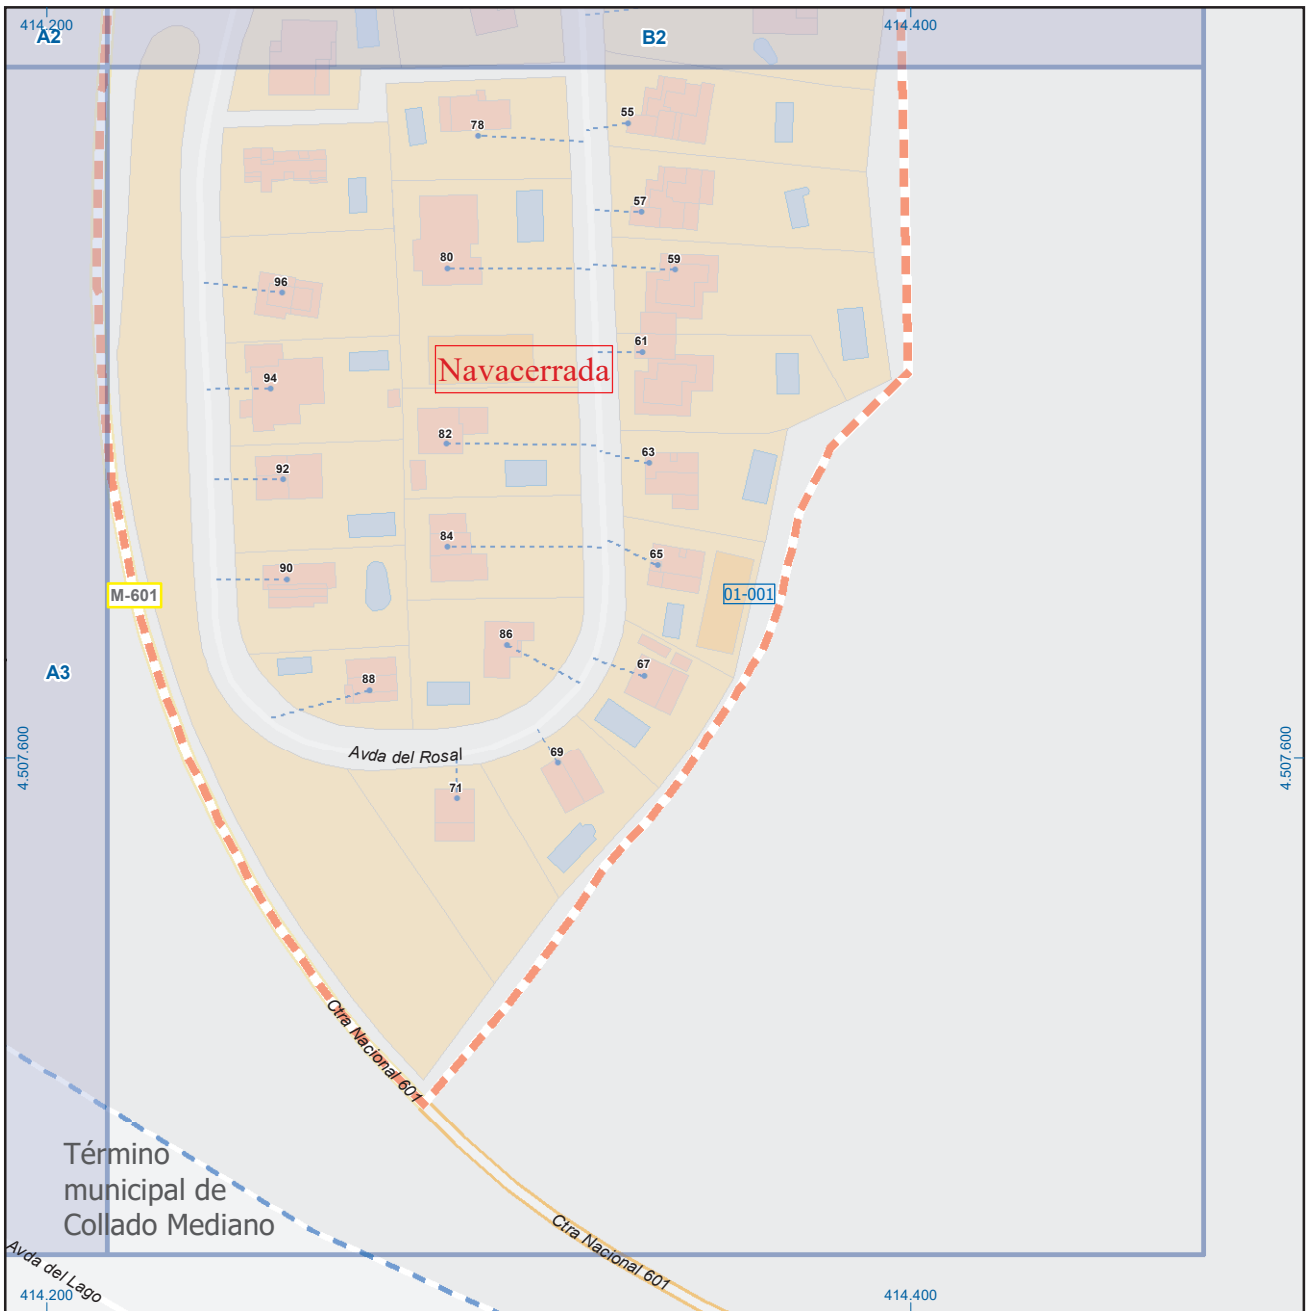 414.200
414.400
A2
B2
55
78
57
80
59
96
61
Navacerrada
94
82
63
92
84
65
90
M-601
01-001
86
67
A3
88
Avda del Rosal
69
4.507.600
4.507.600
71
Ctra Nacional 601
Término
municipal de
Collado Mediano
Ctra Nacional 601
Avda del Lago
414.200
414.400